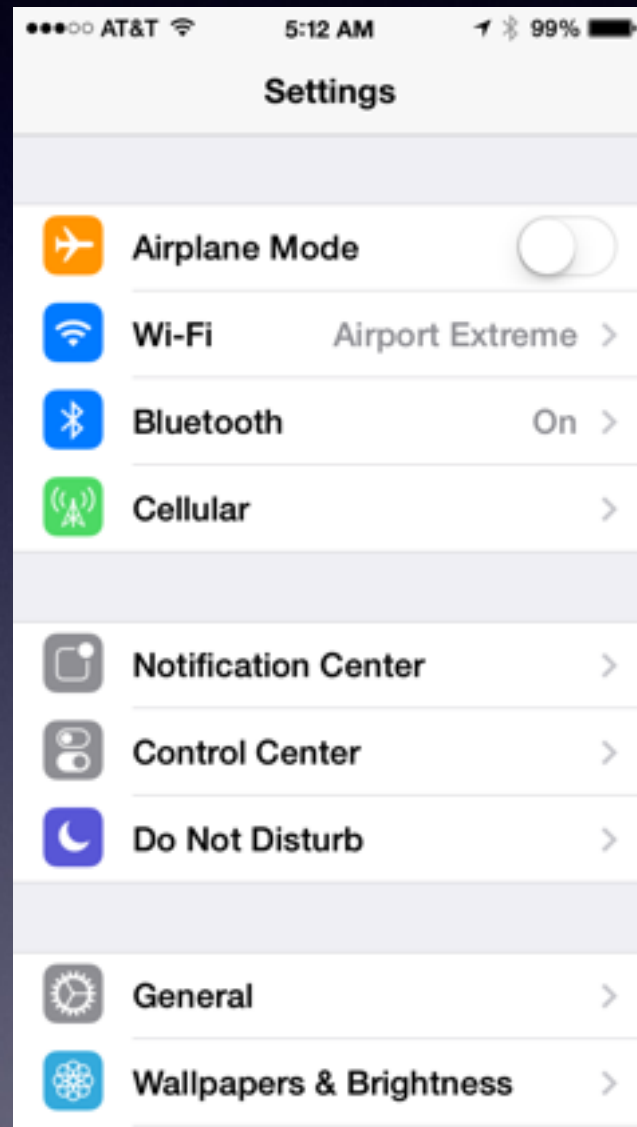 AT&T 5:12 AM 99%
Settings
Airplane Mode
Wi-Fi Airport Extreme
Bluetooth On
Cellular
Notification Center
Control Center
Do Not Disturb
General
Wallpapers & Brightness